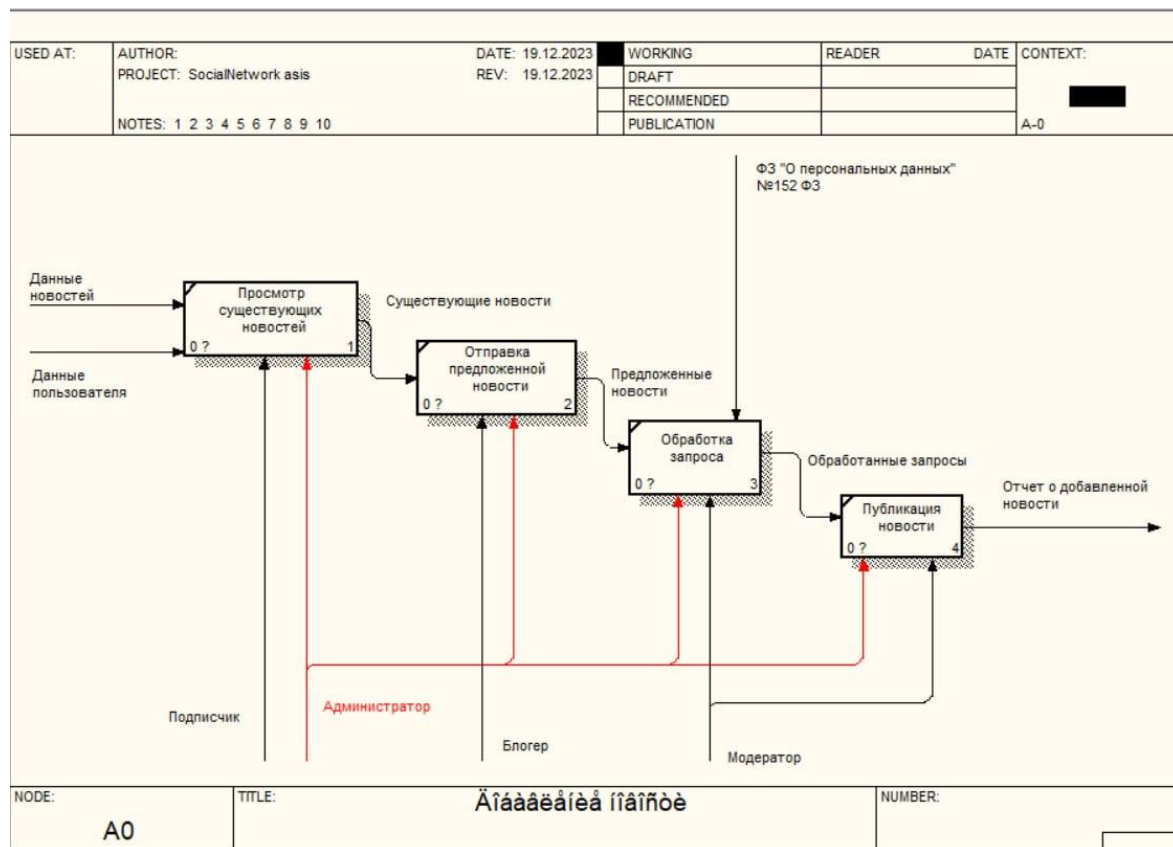 USED AT:
AUTHOR:
DATE: 19.12.2023
WORKING
READER
DATE
CONTEXT:
PROJECT: SocialNetwork asis
REV: 19.12.2023
DRAFT
RECOMMENDED
NOTES: 1 2 3 4 5 6 7 8 9 10
PUBLICATION
A-0
ФЗ "О персональных данных"
№152 ФЗ
Данные
новостей
Просмотр
существующих
новостей
0 ?
1
Существующие новости
Данные
пользователя
Отправка
предложенной
новости
0 ?
2
Предложенные
новости
Обработка
запроса
0 ?
3
Обработанные запросы
Публикация
новости
0 ?
4
Отчет о добавленной
новости
Подписчик
Администратор
Блогер
Модератор
NODE:
TITLE:
Äîáàâëåíèå íîâîñòè
NUMBER:
A0